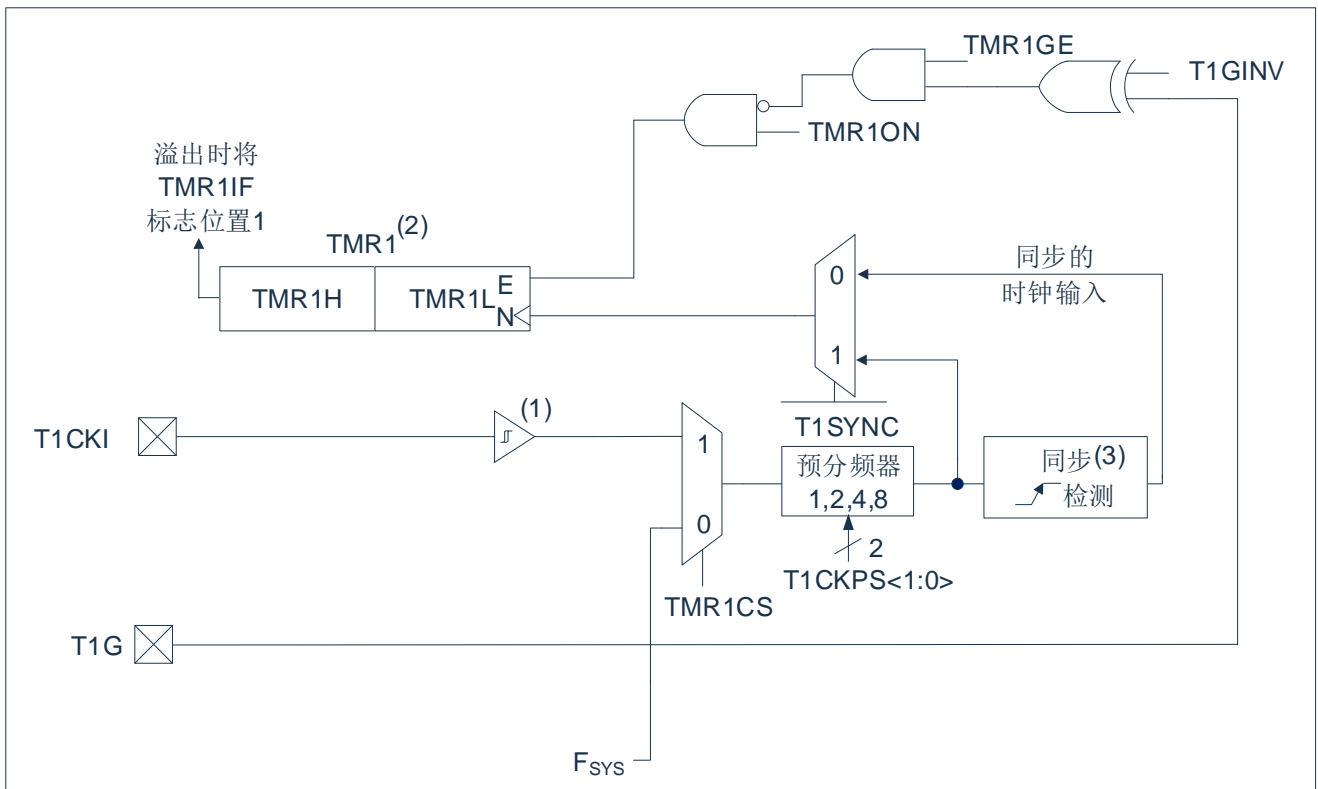 TMR1GE
T1GINV
TMR1ON
溢出时将
TMR1IF
标志位置1
TMR1(2)
TMR1H
TMR1L
E
N
0
1
同步的
时钟输入
T1SYNC
T1CKI
(1)
1
0
预分频器
1,2,4,8
同步(3)
检测
2
T1CKPS<1:0>
TMR1CS
T1G
FSYS